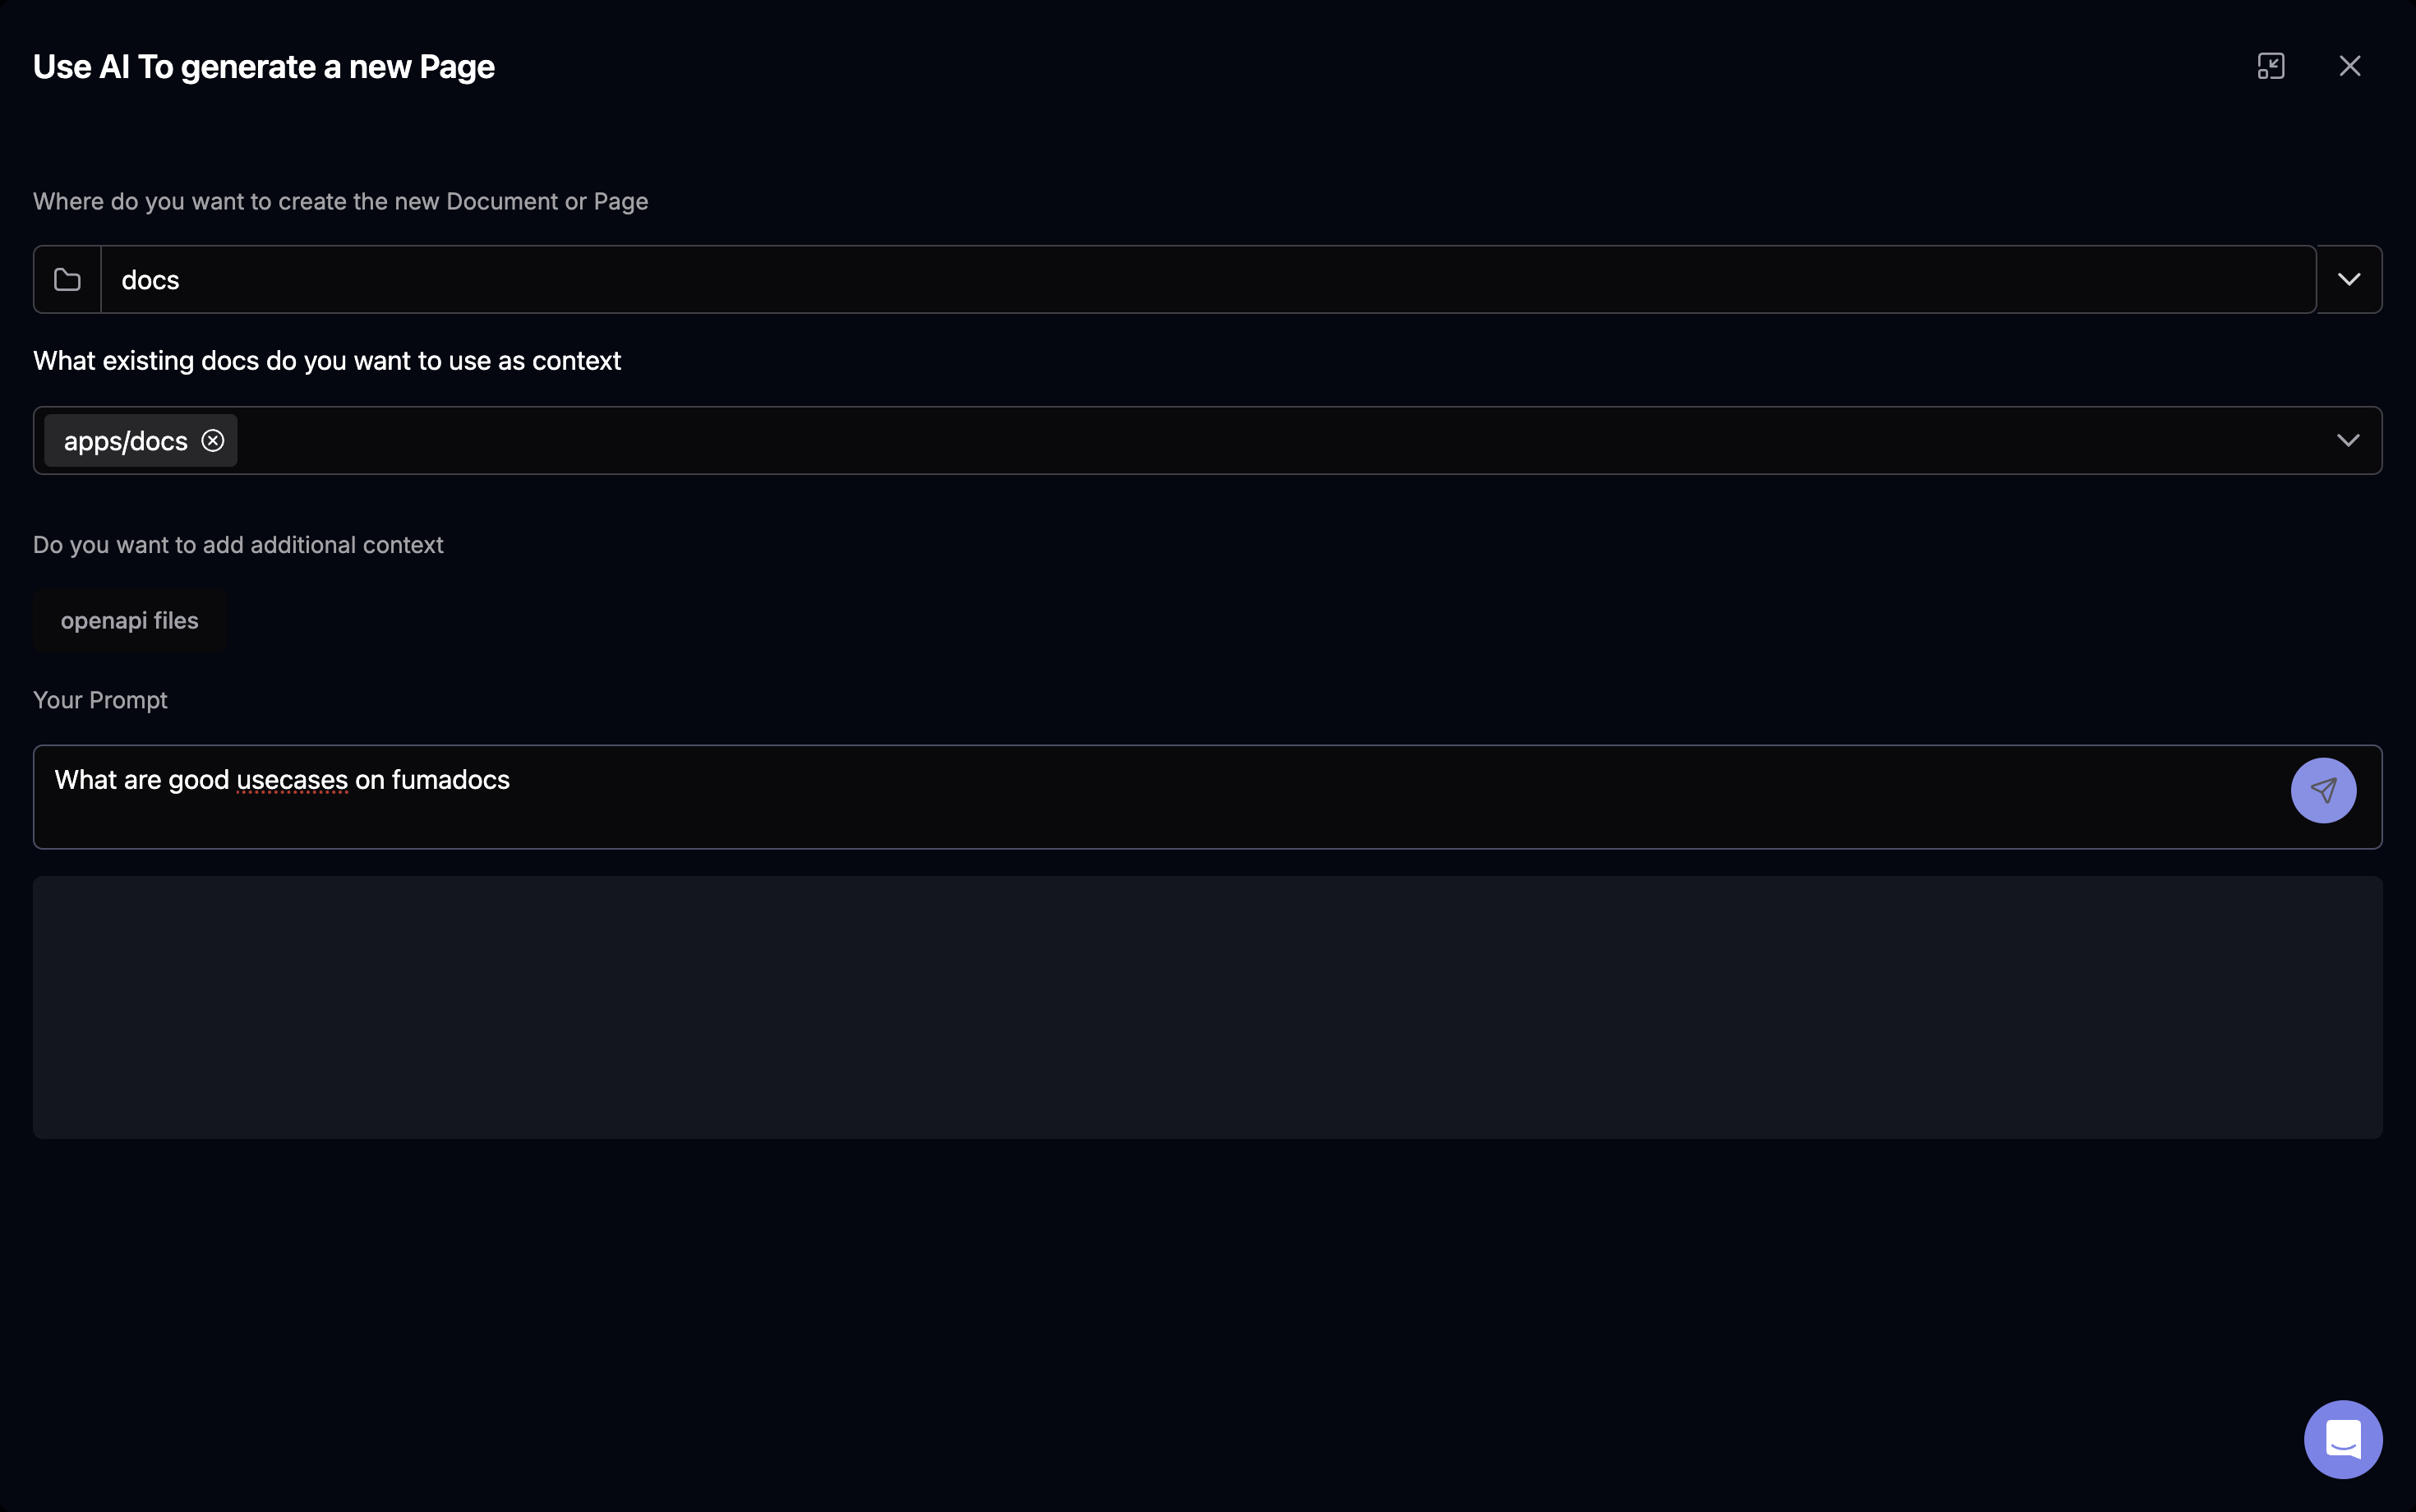 Use AI To generate a new Page
Where do you want to create the new Document or Page
docs
What existing docs do you want to use as context
apps/docs
Do you want to add additional context
openapi files
Your Prompt
What are good usecases on fumadocs